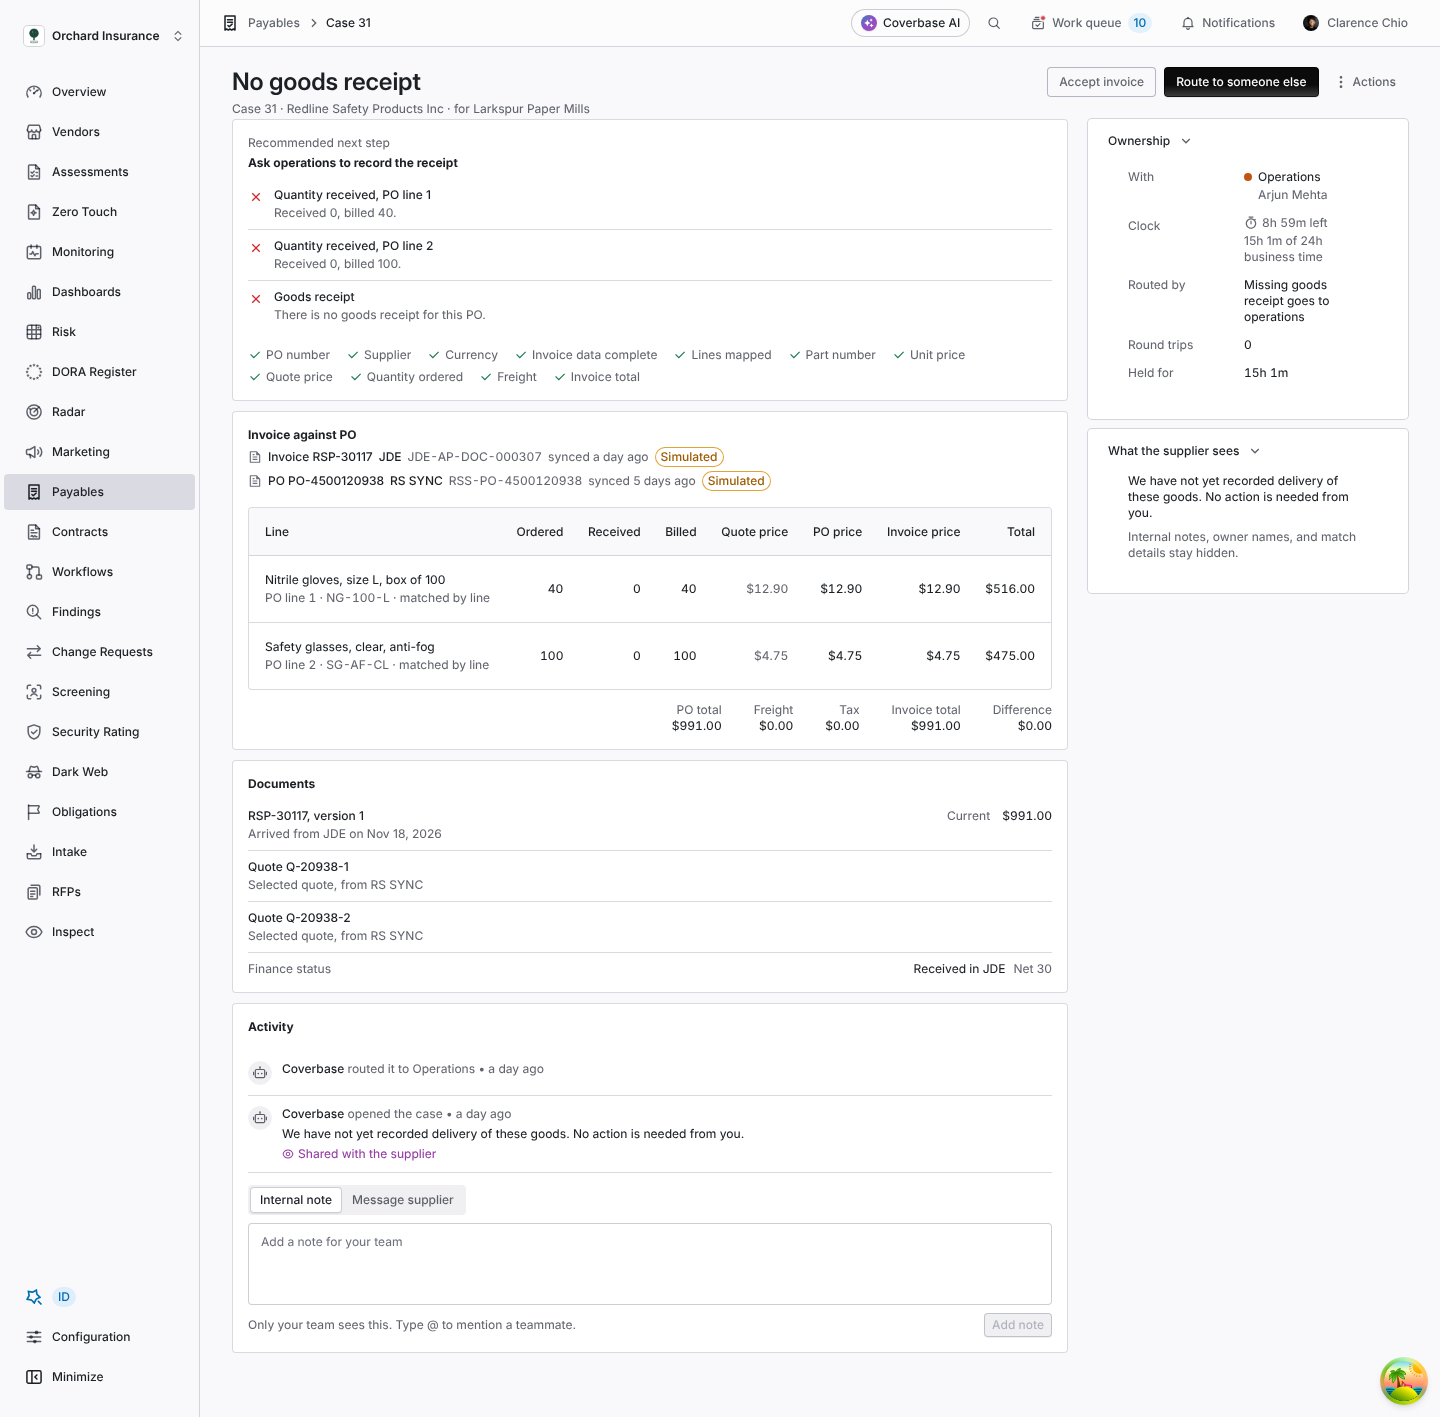 Orchard Insurance
Overview
Vendors
Assessments
Zero Touch
Monitoring
Dashboards
Risk
DORA Register
Radar
Marketing
Payables
Contracts
Workflows
Findings
Change Requests
Screening
Security Rating
Dark Web
Obligations
Intake
RFPs
Inspect
ID
Configuration
Minimize
Payables > Case 31
Coverbase AI
Work queue 10
Notifications
Clarence Chio
No goods receipt
Case 31 · Redline Safety Products Inc · for Larkspur Paper Mills
Accept invoice
Route to someone else
Actions
Recommended next step
Ask operations to record the receipt
Quantity received, PO line 1
Received 0, billed 40.
Quantity received, PO line 2
Received 0, billed 100.
Goods receipt
There is no goods receipt for this PO.
PO number Supplier Currency Invoice data complete Lines mapped Part number Unit price
Quote price Quantity ordered Freight Invoice total
Invoice against PO
Invoice RSP-30117 JDE JDE-AP-DOC-000307 synced a day ago Simulated
PO PO-4500120938 RS SYNC RSS-PO-4500120938 synced 5 days ago Simulated
Line Ordered Received Billed Quote price PO price Invoice price Total
Nitrile gloves, size L, box of 100
PO line 1 · NG-100-L · matched by line
40 0 40 $12.90 $12.90 $12.90 $516.00
Safety glasses, clear, anti-fog
PO line 2 · SG-AF-CL · matched by line
100 0 100 $4.75 $4.75 $4.75 $475.00
PO total Freight Tax Invoice total Difference
$991.00 $0.00 $0.00 $991.00 $0.00
Documents
RSP-30117, version 1
Current $991.00
Arrived from JDE on Nov 18, 2026
Quote Q-20938-1
Selected quote, from RS SYNC
Quote Q-20938-2
Selected quote, from RS SYNC
Finance status
Received in JDE Net 30
Activity
Coverbase routed it to Operations • a day ago
Coverbase opened the case • a day ago
We have not yet recorded delivery of these goods. No action is needed from you.
Shared with the supplier
Internal note
Message supplier
Add a note for your team
Only your team sees this. Type @ to mention a teammate.
Add note
Ownership
With
Operations
Arjun Mehta
Clock
8h 59m left
15h 1m of 24h
business time
Routed by
Missing goods
receipt goes to
operations
Round trips
0
Held for
15h 1m
What the supplier sees
We have not yet recorded delivery of
these goods. No action is needed from
you.
Internal notes, owner names, and match
details stay hidden.